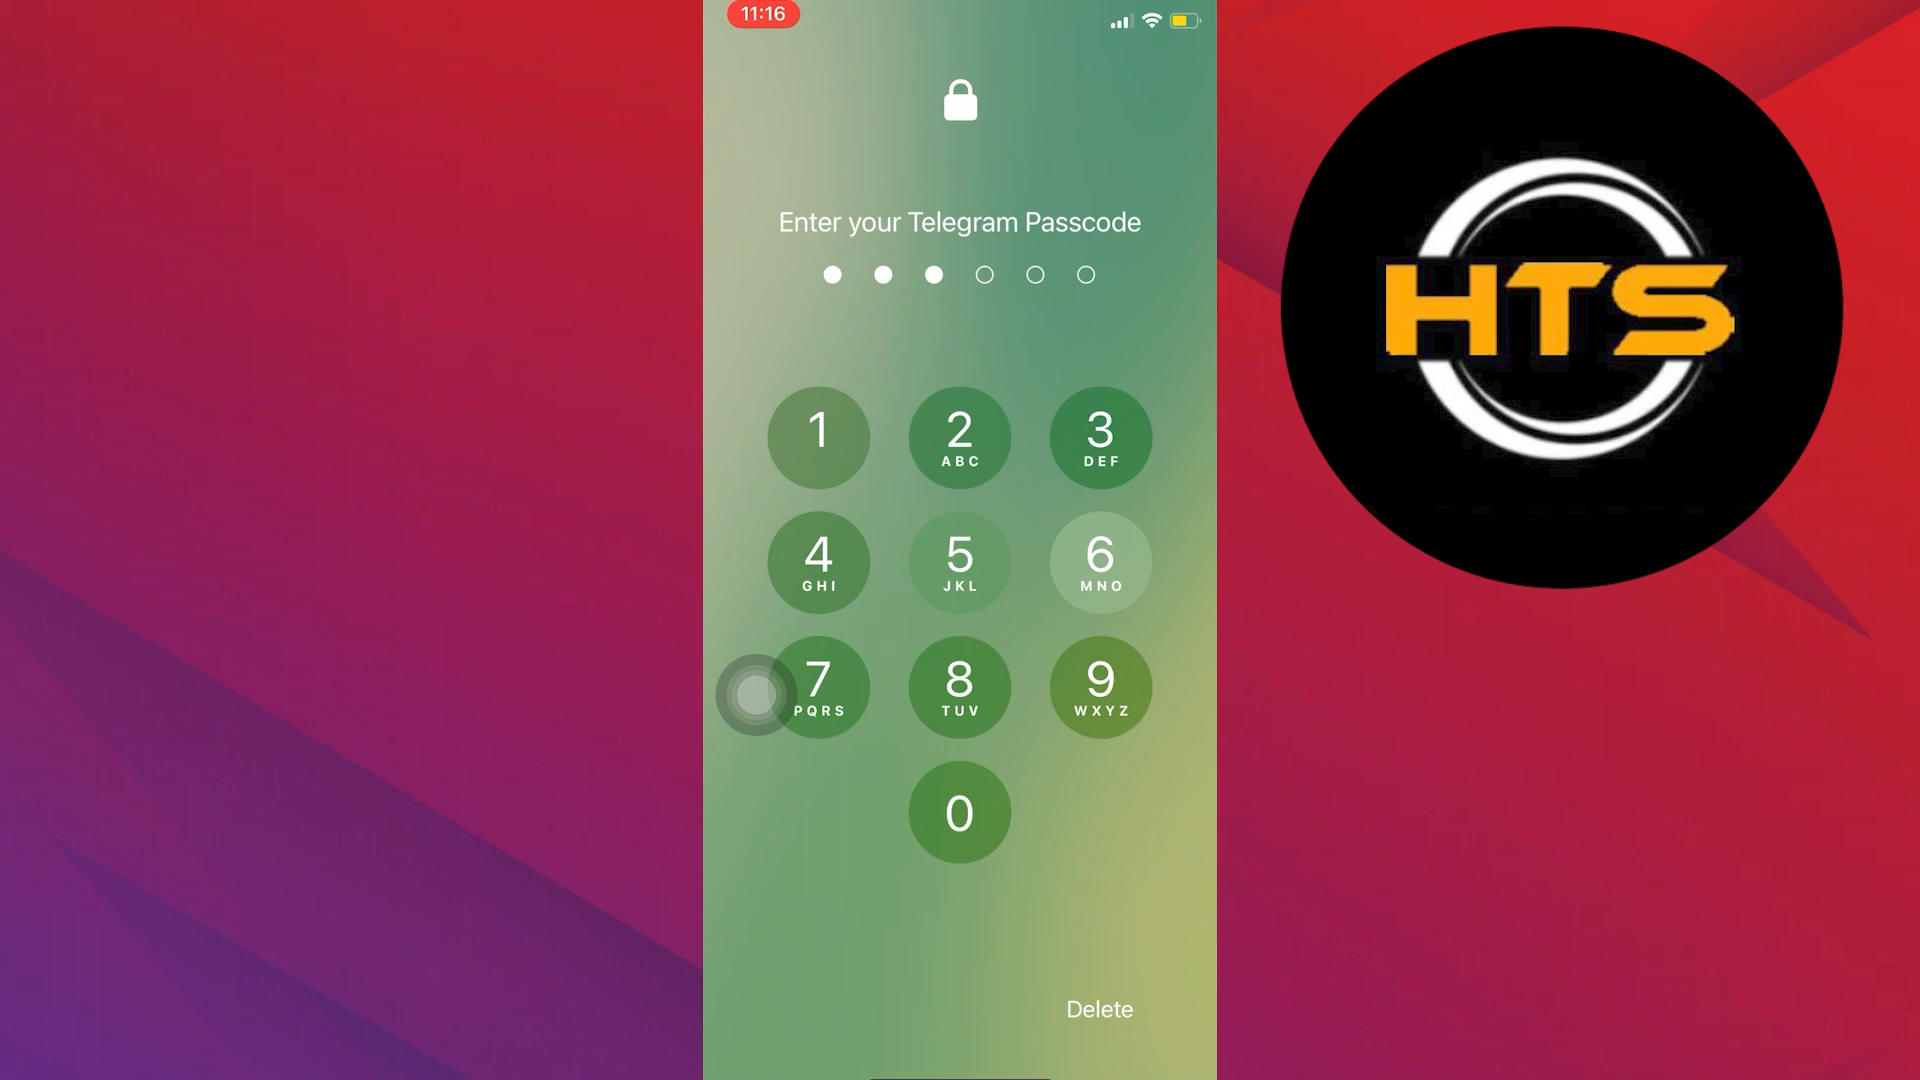 11:16
Enter your Telegram Passcode
1
2
ABC
3
DEF
4
GHI
5
JKL
6
MNO
7
PQRS
8
TUV
9
WXYZ
0
Delete
HTS